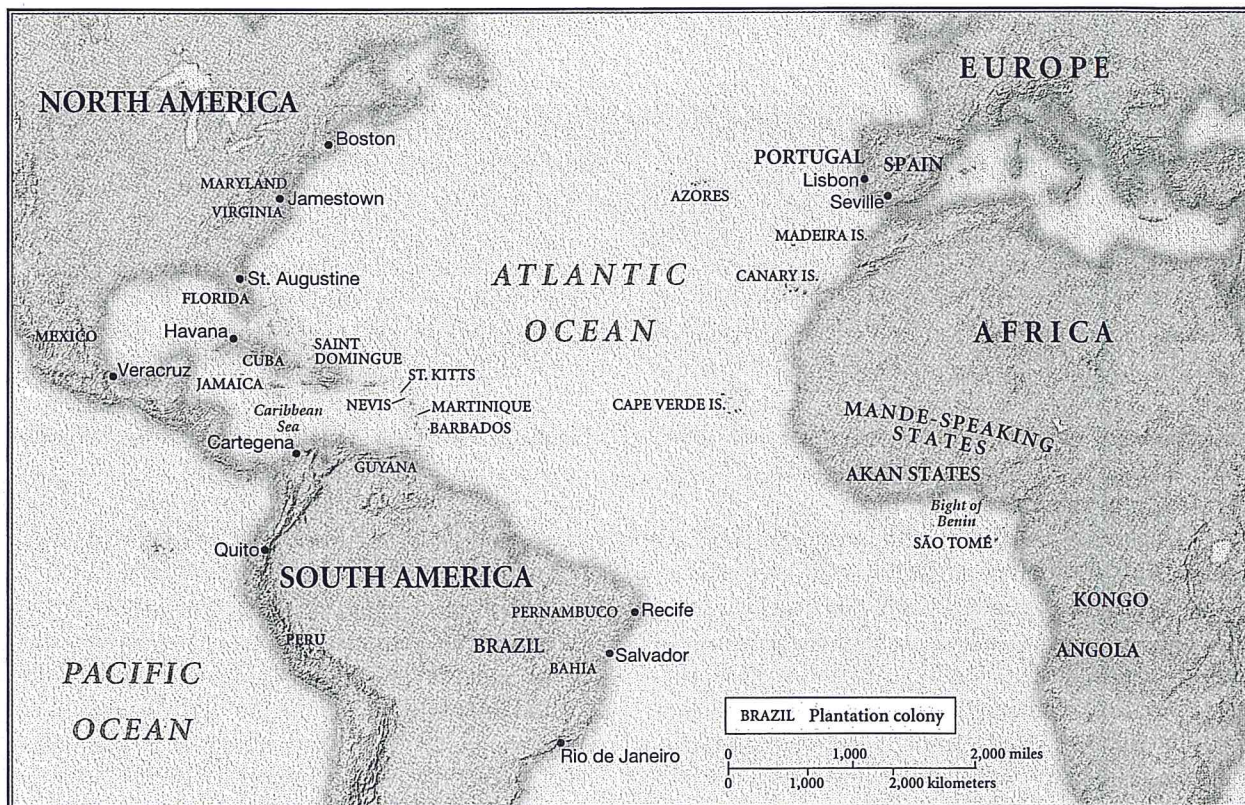 EUROPE
NORTH AMERICA
Boston
PORTUGAL
SPAIN
Lisbon
Seville
MARYLAND
Jamestown
VIRGINIA
AZORES
MADEIRA IS.
ATLANTIC
OCEAN
CANARY IS.
St. Augustine
FLORIDA
MEXICO
Havana
SAINT
DOMINGUE
CUBA
AFRICA
Veracruz
JAMAICA
ST. KITTS
NEVIS
MARTINIQUE
BARBADOS
CAPE VERDE IS.
Caribbean
Sea
Cartegena
MANDE-SPEAKING
STATES
GUYANA
AKAN STATES
Bight of
Benin
SÃO TOMÉ
Quito
SOUTH AMERICA
PERNAMBUCO
Recife
KONGO
PERU
BRAZIL
BAHIA
Salvador
ANGOLA
PACIFIC
OCEAN
Rio de Janeiro
BRAZIL Plantation colony
0 1,000 2,000 miles
0 1,000 2,000 kilometers